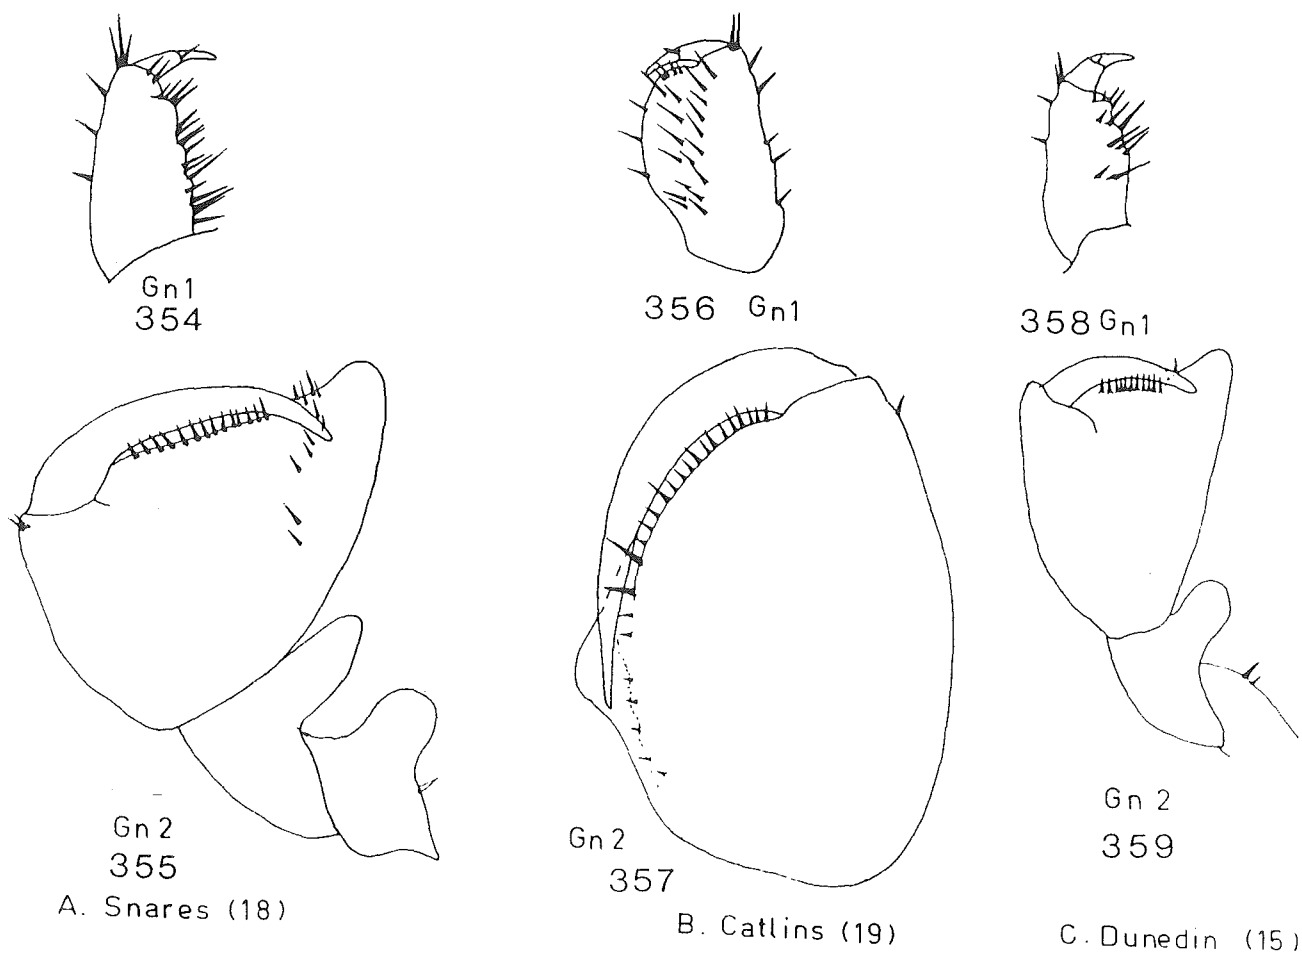 Gn1
354
356 Gn1
358 Gn1
Gn 2
355
A. Snares (18)
Gn 2
357
B. Catlins (19)
Gn 2
359
C. Dunedin (15)